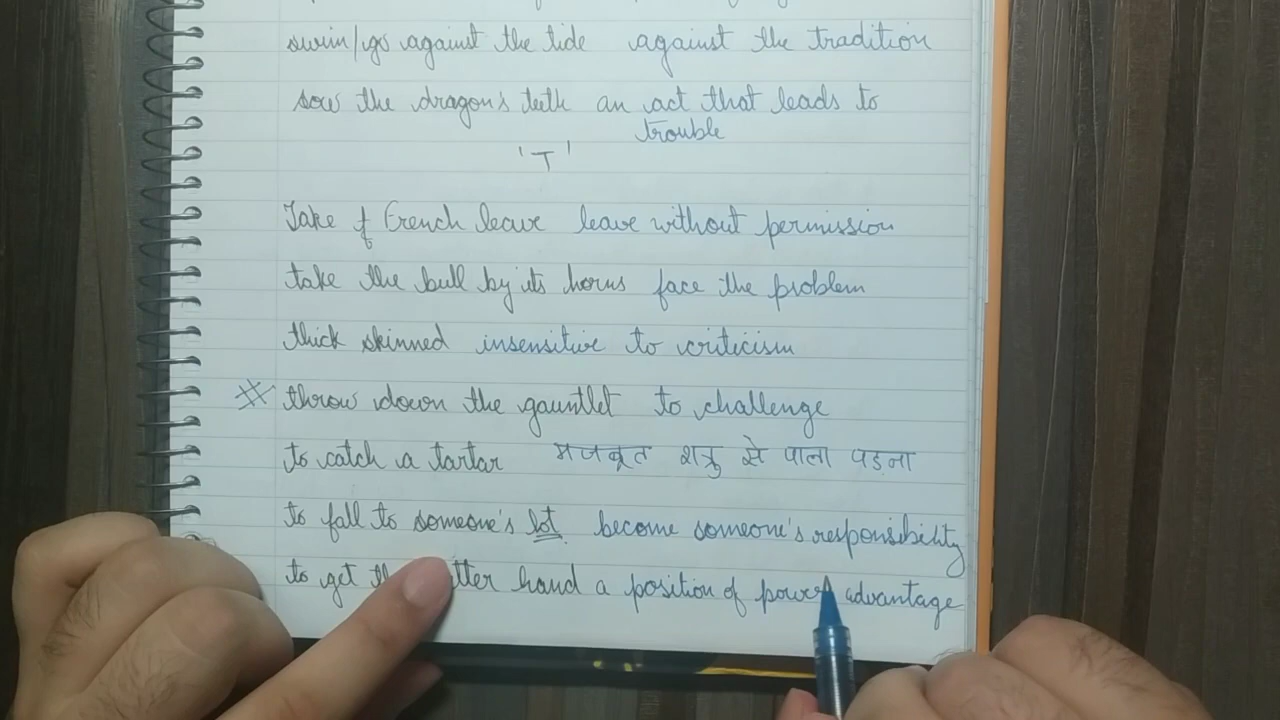 swim/go against the tide against the tradition
sow the dragon's teeth an act that leads to
trouble
'T'
Take French leave leave without permission
take the bull by its horns face the problem
thick skinned insensitive to criticism
# throw down the gauntlet to challenge
to catch a tartar मजबूत शत्रु से पाला पड़ना
to fall to someone's lot become someone's responsibility
to get hand a position of power advantage